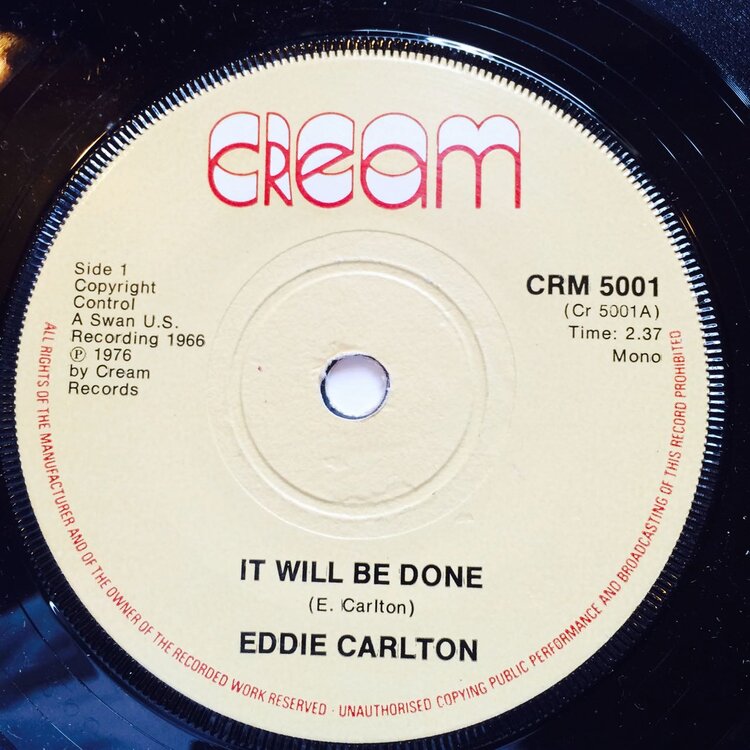 CREAM
Side 1
Copyright
Control
A Swan U.S.
Recording 1966
℗ 1976
by Cream
Records
CRM 5001
(Cr 5001A)
Time: 2.37
Mono
IT WILL BE DONE
(E. Carlton)
EDDIE CARLTON
ALL RIGHTS OF THE MANUFACTURER AND OF THE OWNER OF THE RECORDED WORK RESERVED · UNAUTHORISED COPYING PUBLIC PERFORMANCE AND BROADCASTING OF THIS RECORD PROHIBITED